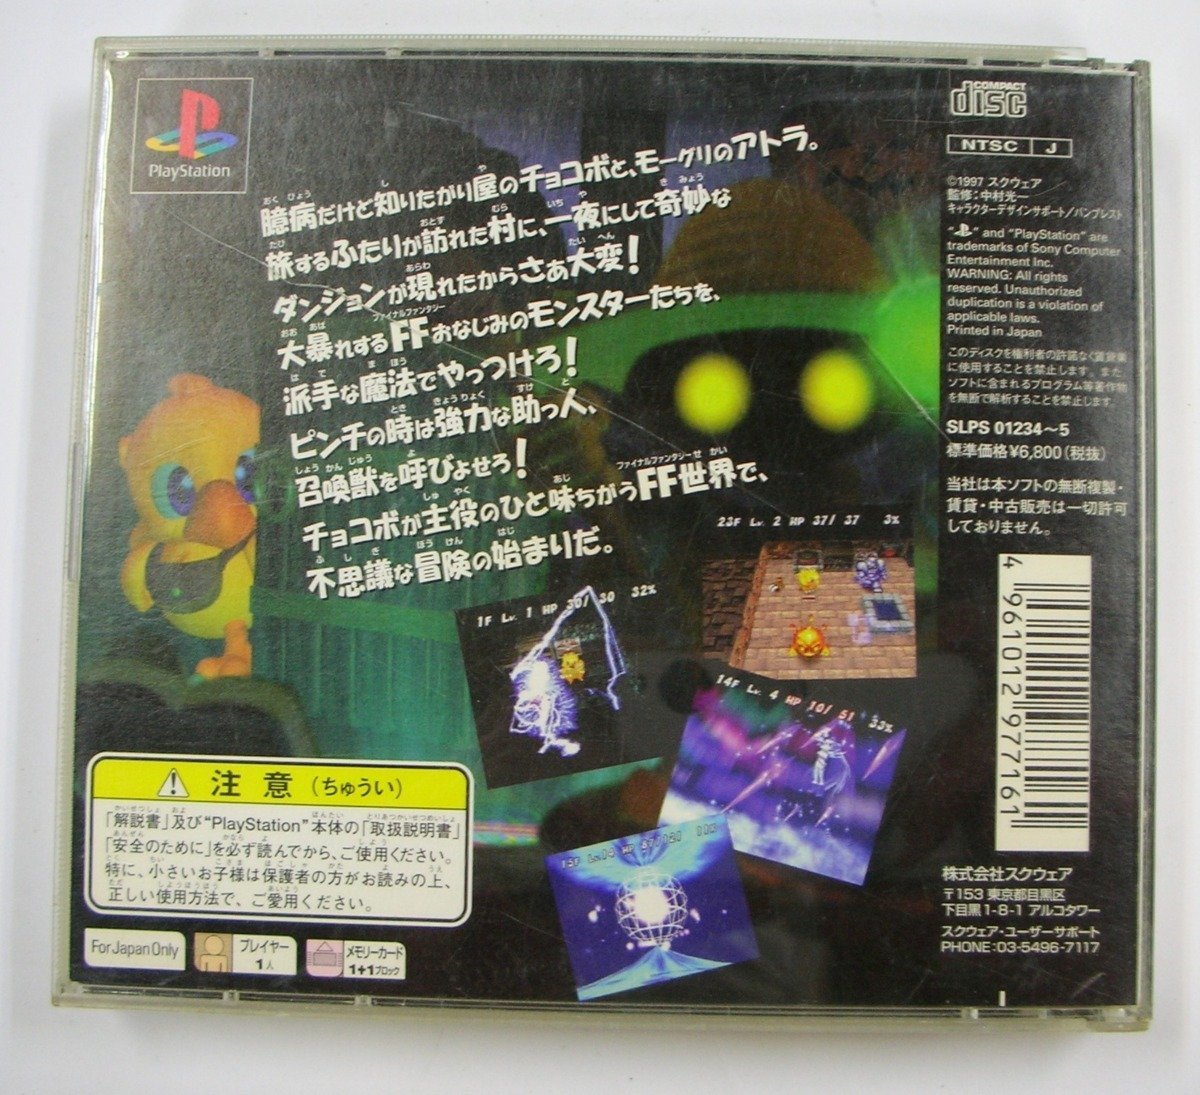 PlayStation
臆病だけど知りたがり屋のチョコボと、モーグリのアトラ。
旅するふたりが訪れた村に、一夜にして奇妙な
ダンジョンが現れたからさあ大変！
大暴れするFFおなじみのモンスターたちを、
派手な魔法でやっつけろ！
ピンチの時は強力な助っ人、
召喚獣を呼びよせろ！
チョコボが主役のひと味ちがうFF世界で、
不思議な冒険の始まりだ。
1F Lv. 1 HP 30/ 30 32%
23F Lv. 2 HP 37/ 37 3%
14F Lv. 4 HP 10/ 51 33%
15F Lv.14 HP 87/120
注意（ちゅうい）
「解説書」及び“PlayStation”本体の「取扱説明書」
「安全のために」を必ず読んでから、ご使用ください。
特に、小さいお子様は保護者の方がお読みの上、
正しい使用方法で、ご愛用ください。
For Japan Only
プレイヤー
1人
メモリーカード
1+1ブロック
COMPACT
disc
NTSC J
©1997 スクウェア
監修：中村光一
キャラクターデザインサポート／バンプレスト
“PS” and “PlayStation” are
trademarks of Sony Computer
Entertainment Inc.
WARNING: All rights
reserved. Unauthorized
duplication is a violation of
applicable laws.
Printed in Japan
このディスクを権利者の許諾なく賃貸業
に使用することを禁止します。また
ソフトに含まれるプログラム等著作物
を無断で解析することを禁止します。
SLPS 01234～5
標準価格¥6,800（税抜）
当社は本ソフトの無断複製・
賃貸・中古販売は一切許可
しておりません。
4 961012 977161
株式会社スクウェア
〒153 東京都目黒区
下目黒1-8-1 アルコタワー
スクウェア・ユーザーサポート
PHONE：03-5496-7117